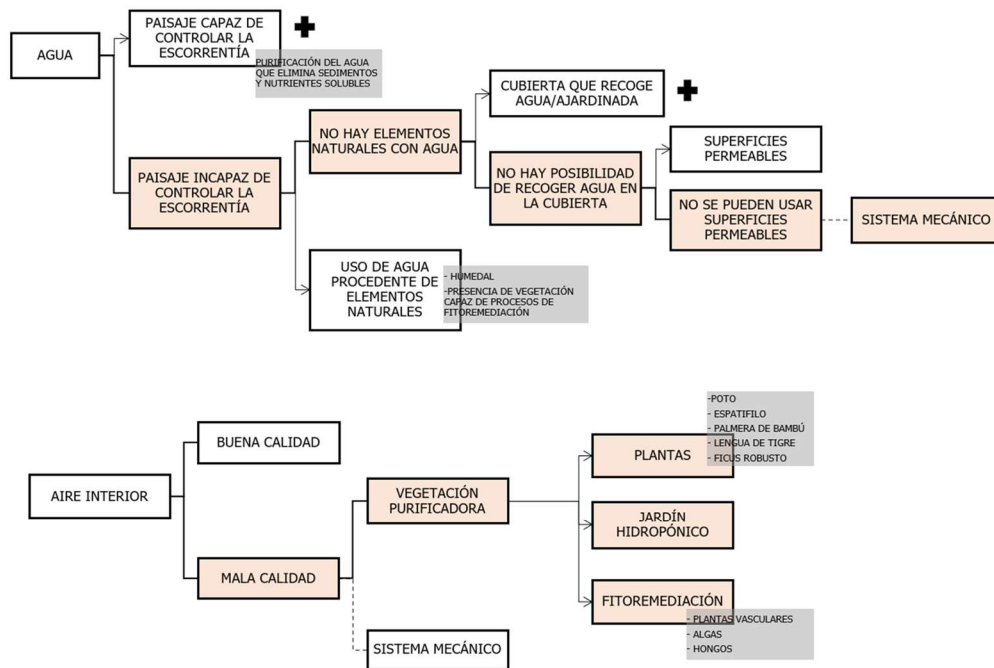 AGUA
PAISAJE CAPAZ DE
CONTROLAR LA
ESCORRENTÍA
PURIFICACIÓN DEL AGUA
QUE ELIMINA SEDIMENTOS
Y NUTRIENTES SOLUBLES
PAISAJE INCAPAZ DE
CONTROLAR LA
ESCORRENTÍA
NO HAY ELEMENTOS
NATURALES CON AGUA
USO DE AGUA
PROCEDENTE DE
ELEMENTOS
NATURALES
- HUMEDAL
-PRESENCIA DE VEGETACIÓN
CAPAZ DE PROCESOS DE
FITOREMEDIACIÓN
CUBIERTA QUE RECOGE
AGUA/AJARDINADA
NO HAY POSIBILIDAD
DE RECOGER AGUA EN
LA CUBIERTA
SUPERFICIES
PERMEABLES
NO SE PUEDEN USAR
SUPERFICIES
PERMEABLES
SISTEMA MECÁNICO
AIRE INTERIOR
BUENA CALIDAD
MALA CALIDAD
VEGETACIÓN
PURIFICADORA
SISTEMA MECÁNICO
PLANTAS
-POTO
- ESPATIFILO
- PALMERA DE BAMBÚ
- LENGUA DE TIGRE
- FICUS ROBUSTO
JARDÍN
HIDROPÓNICO
FITOREMEDIACIÓN
- PLANTAS VASCULARES
- ALGAS
- HONGOS